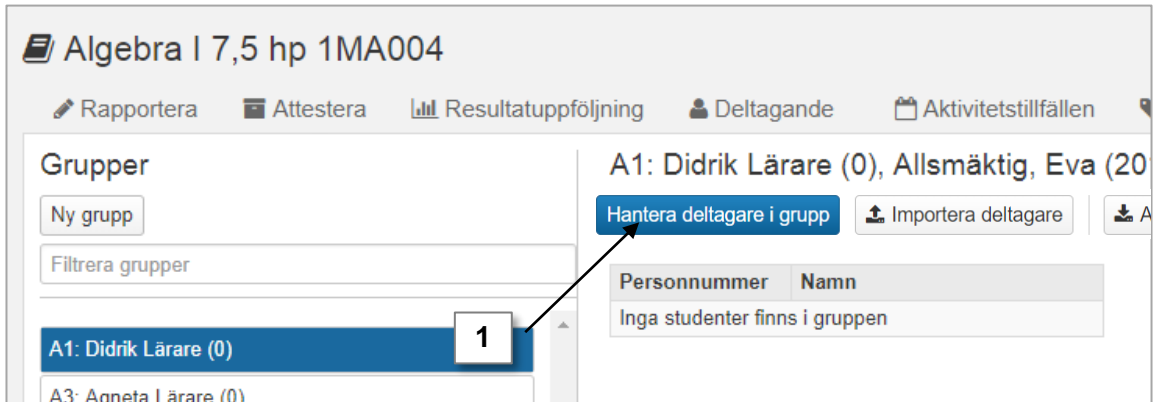 Algebra I 7,5 hp 1MA004
Rapportera Attestera Resultatuppföljning Deltagande Aktivitetstillfällen
Grupper
Ny grupp
Filtrera grupper
A1: Didrik Lärare (0)
A3: Agneta Lärare (0)
1
A1: Didrik Lärare (0), Allsmäktig, Eva (20
Hantera deltagare i grupp Importera deltagare A
Personnummer Namn
Inga studenter finns i gruppen